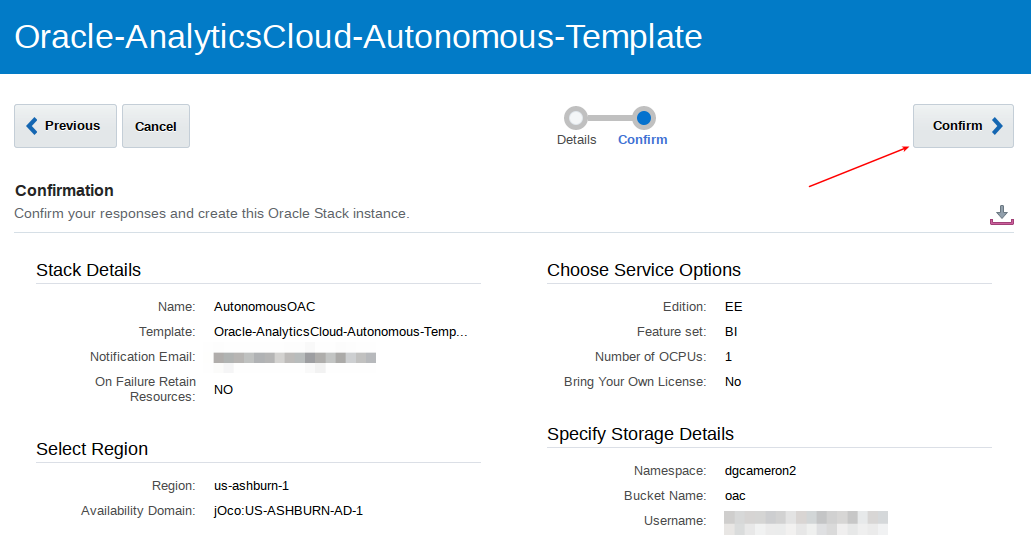 Oracle-AnalyticsCloud-Autonomous-Template
Previous
Cancel
Details
Confirm
Confirm
Confirmation
Confirm your responses and create this Oracle Stack instance.
Stack Details
Name: AutonomousOAC
Template: Oracle-AnalyticsCloud-Autonomous-Temp...
Notification Email:
On Failure Retain
Resources: NO
Select Region
Region: us-ashburn-1
Availability Domain: jOco:US-ASHBURN-AD-1
Choose Service Options
Edition: EE
Feature set: BI
Number of OCPUs: 1
Bring Your Own License: No
Specify Storage Details
Namespace: dgcameron2
Bucket Name: oac
Username: